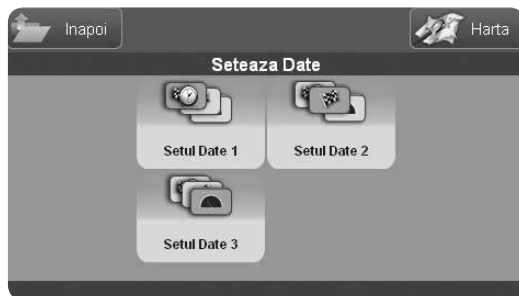 Inapoi
Harta
Seteaza Date
Setul Date 1
Setul Date 2
Setul Date 3